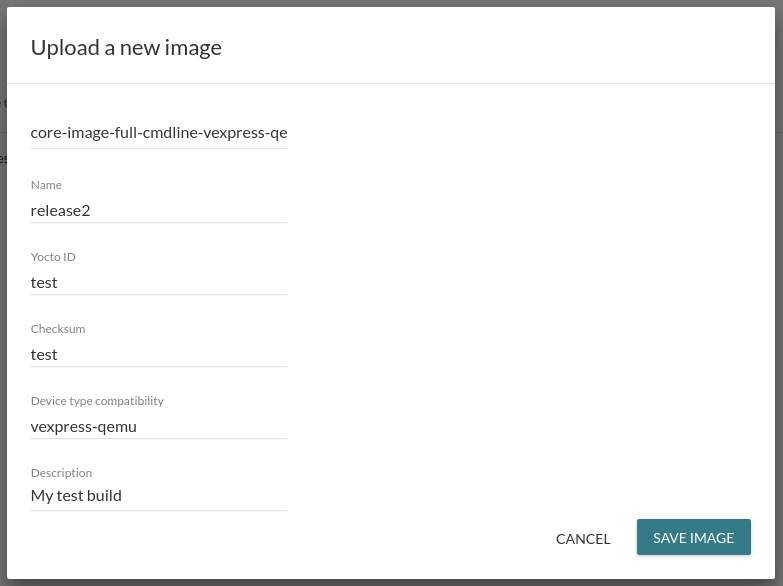 Upload a new image
core-image-full-cmdline-vexpress-qe
Name
release2
Yocto ID
test
Checksum
test
Device type compatibility
vexpress-qemu
Description
My test build
CANCEL
SAVE IMAGE